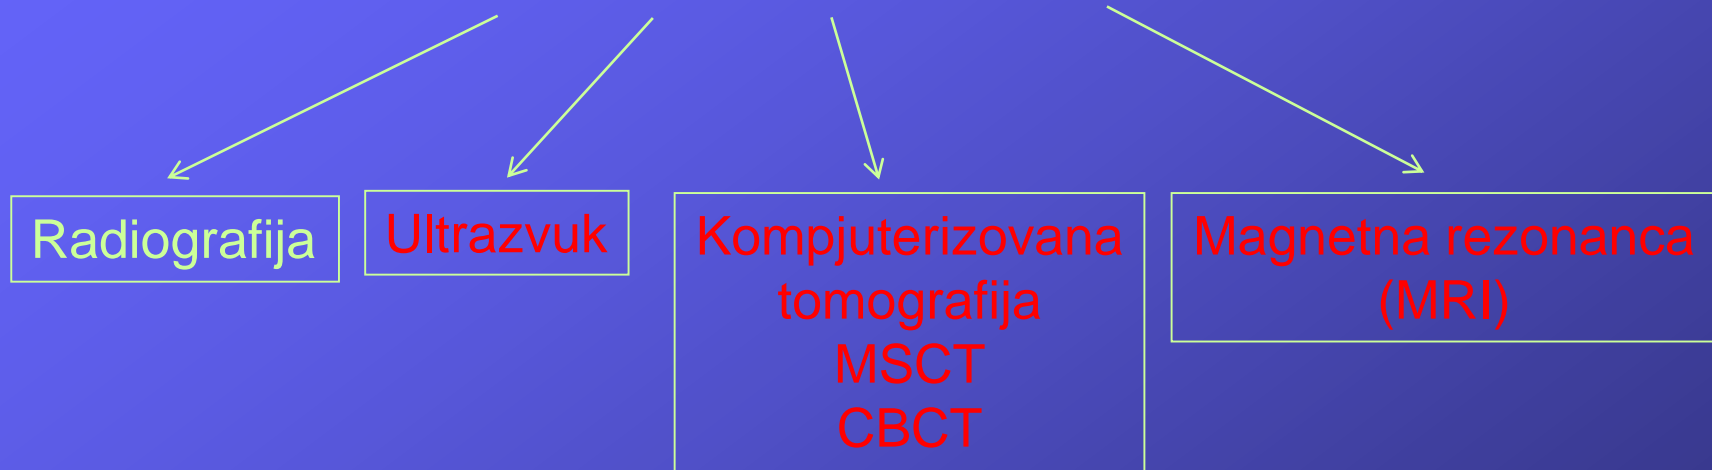 Radiografija
Ultrazvuk
Kompjuterizovana
tomografija
MSCT
CBCT
Magnetna rezonanca
(MRI)